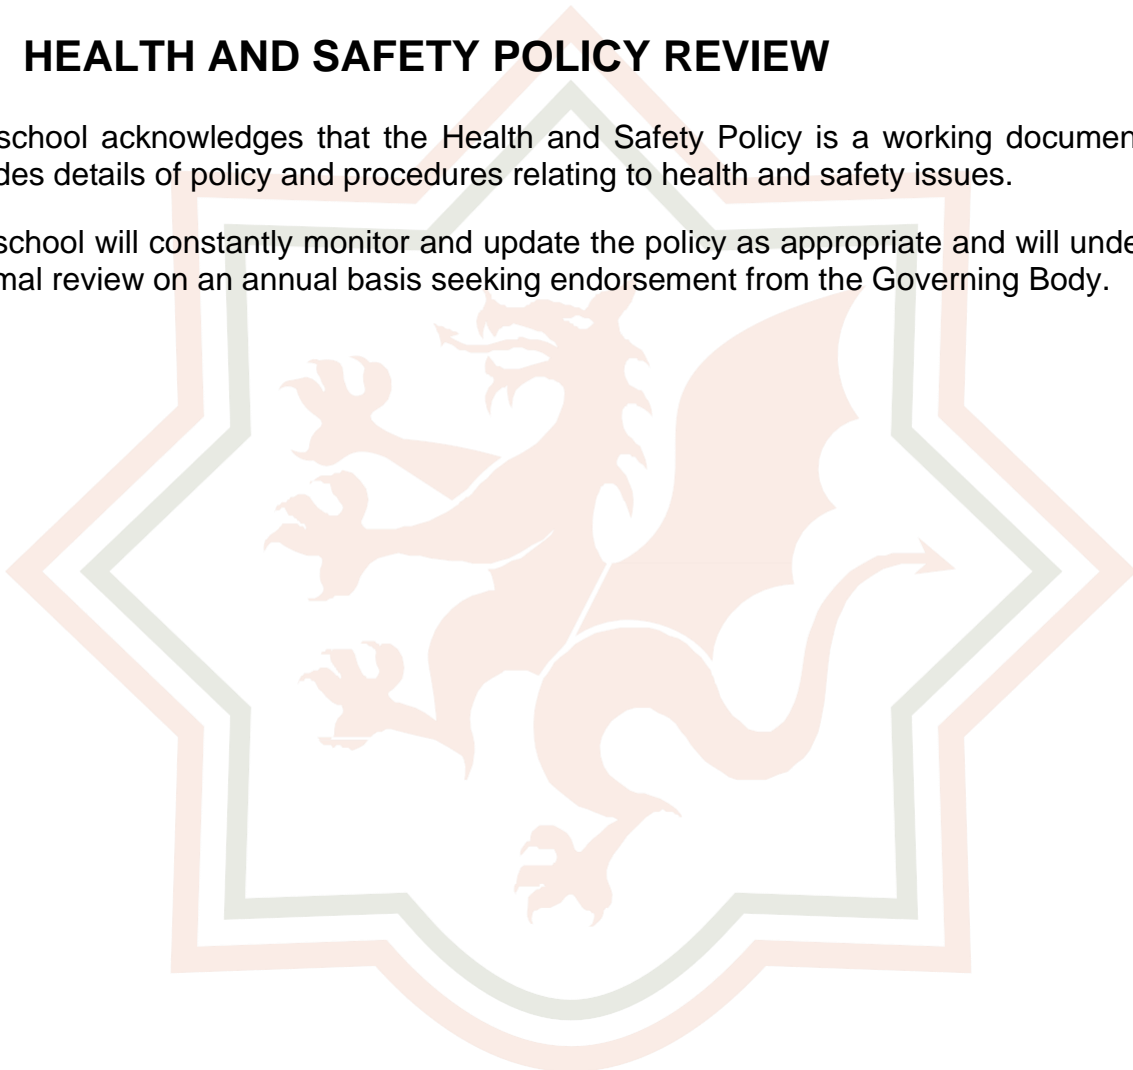 HEALTH AND SAFETY POLICY REVIEW
school acknowledges that the Health and Safety Policy is a working documen
des details of policy and procedures relating to health and safety issues.
school will constantly monitor and update the policy as appropriate and will unde
mal review on an annual basis seeking endorsement from the Governing Body.